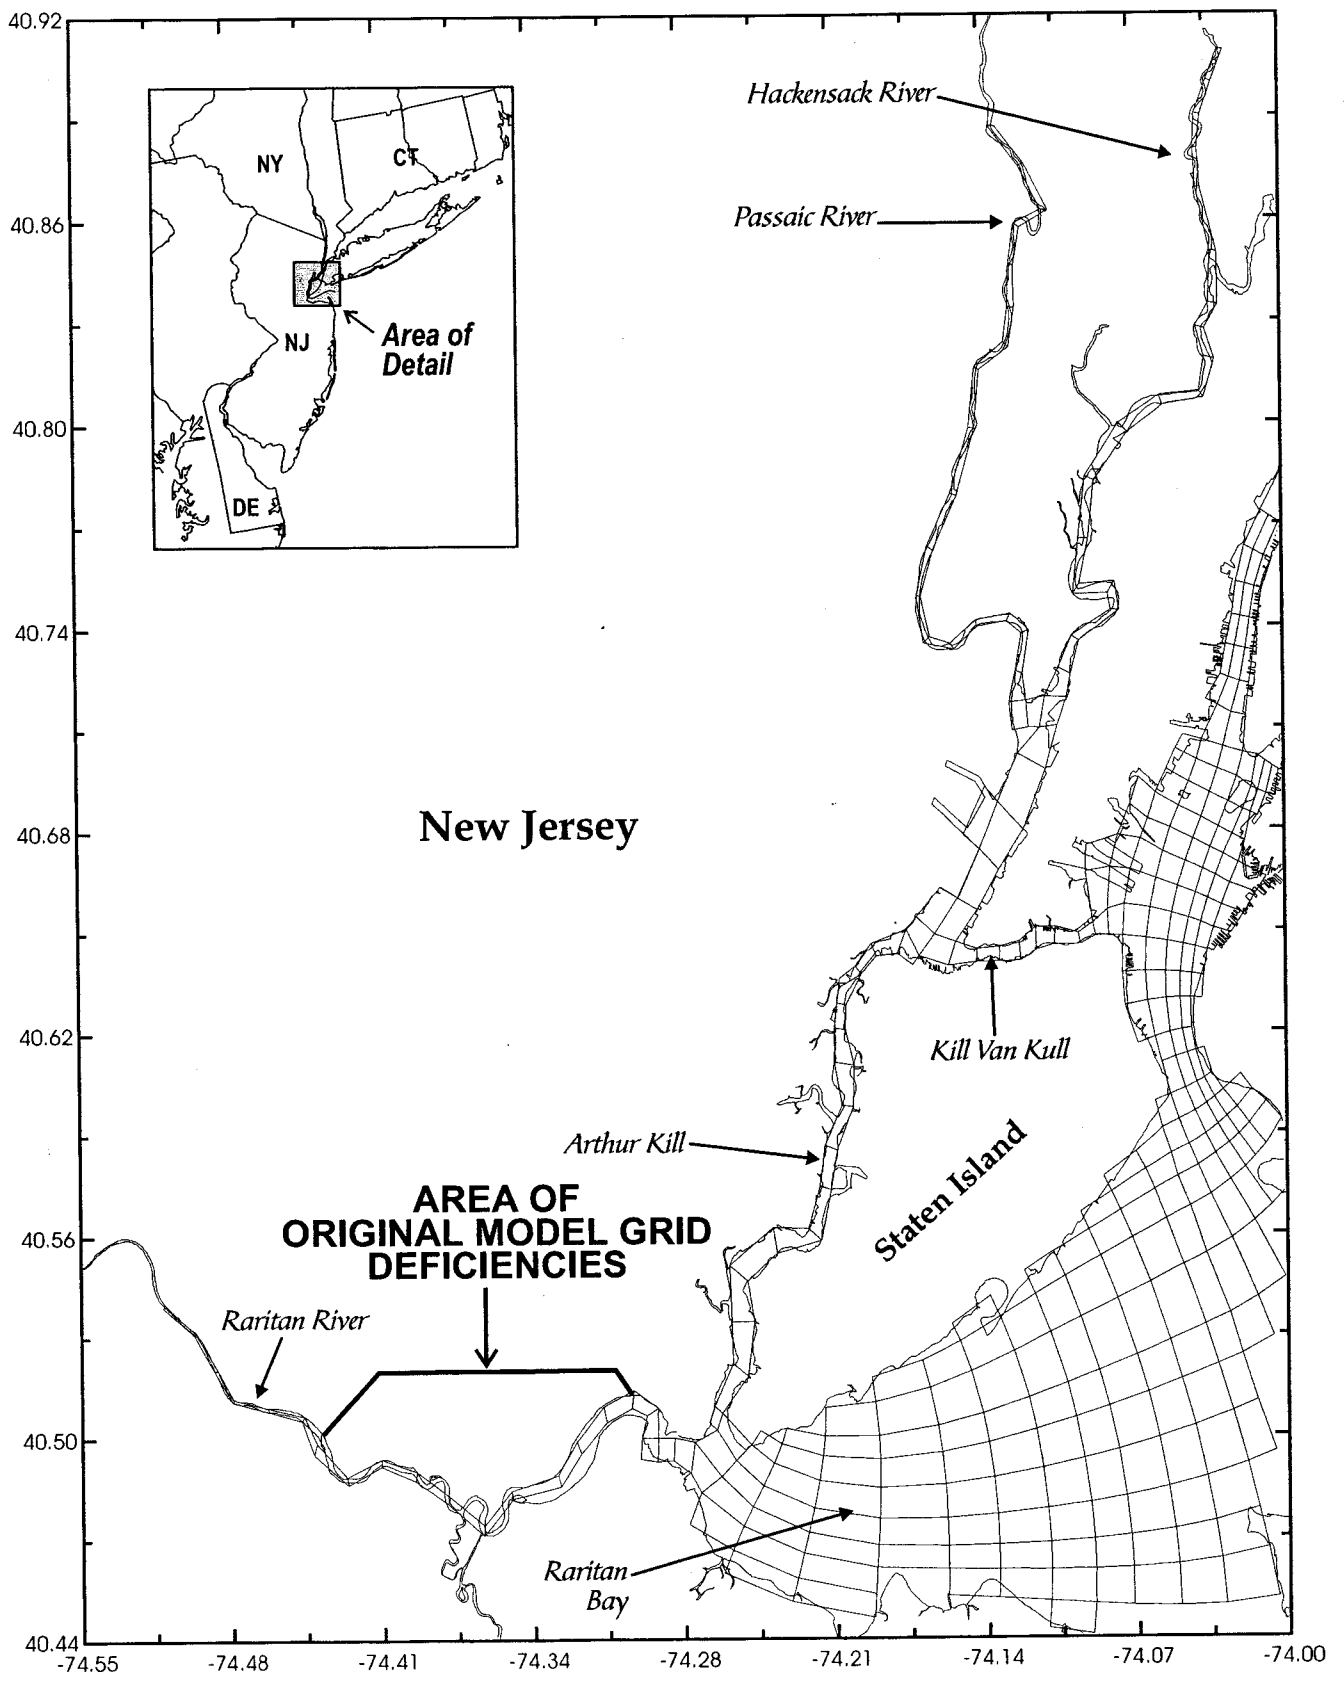 40.92
40.86
40.80
40.74
40.68
40.62
40.56
40.50
40.44
-74.55
-74.48
-74.41
-74.34
-74.28
-74.21
-74.14
-74.07
-74.00
NY
CT
NJ
DE
Area of
Detail
Hackensack River
Passaic River
New Jersey
Kill Van Kull
Arthur Kill
Staten Island
AREA OF
ORIGINAL MODEL GRID
DEFICIENCIES
Raritan River
Raritan
Bay